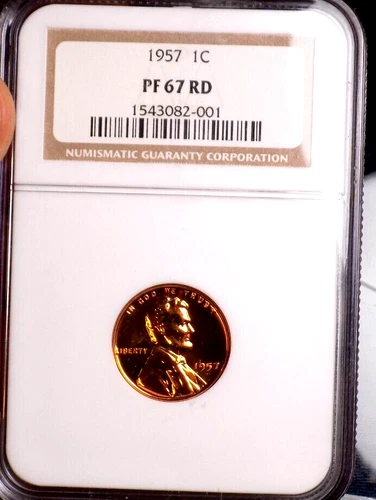 1957 1C
PF 67 RD
1543082-001
NUMISMATIC GUARANTY CORPORATION
IN GOD WE TRUST
LIBERTY
1957